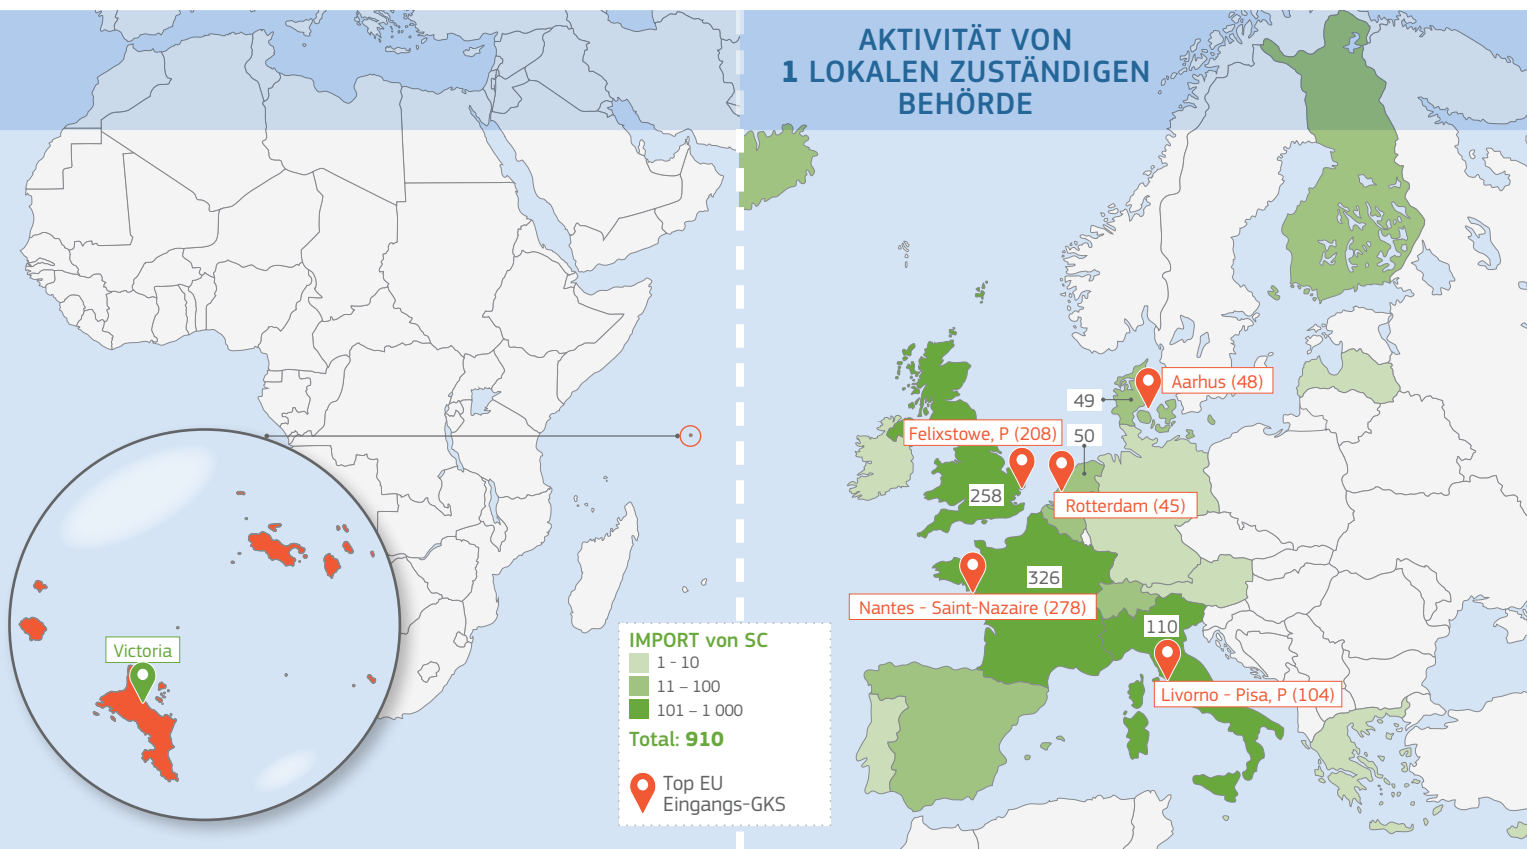 AKTIVITÄT VON
1 LOKALEN ZUSTÄNDIGEN
BEHÖRDE
Aarhus (48)
49
Felixstowe, P (208)
50
258
Rotterdam (45)
326
Nantes - Saint-Nazaire (278)
110
Livorno - Pisa, P (104)
Victoria
IMPORT von SC
1 - 10
11 – 100
101 – 1 000
Total: 910
Top EU
Eingangs-GKS